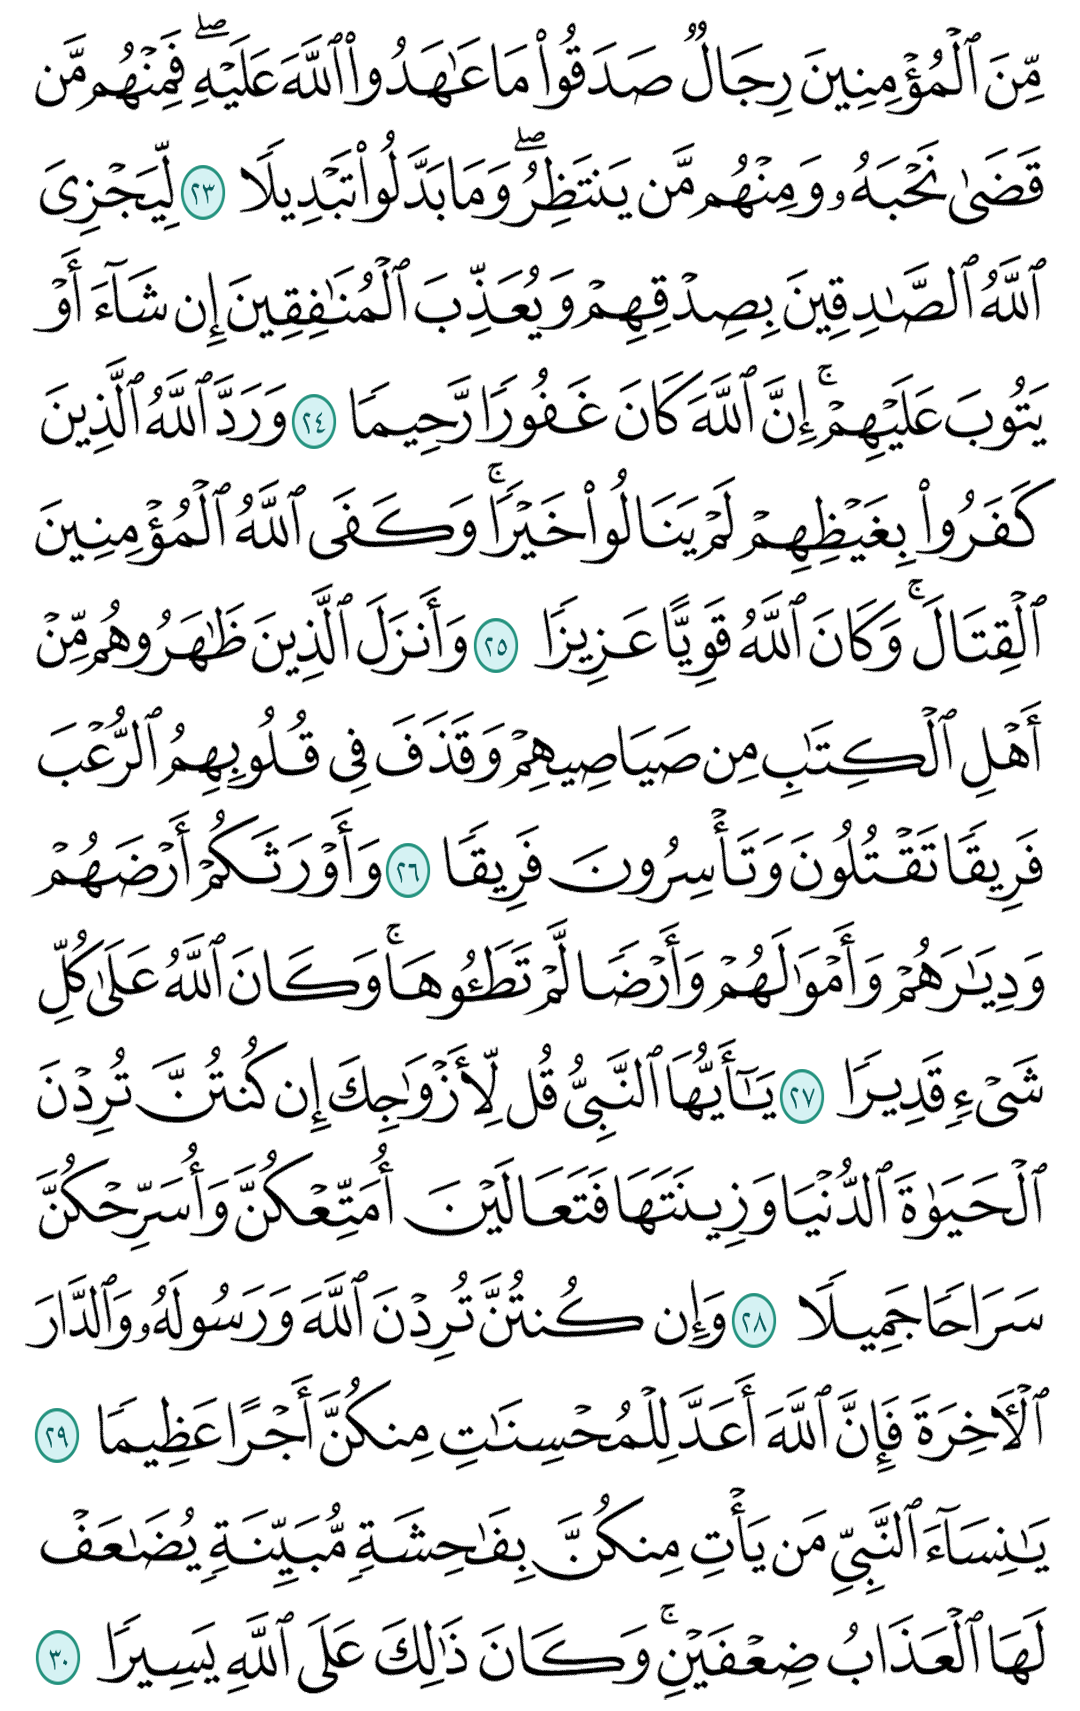 مِّنَ ٱلْمُؤْمِنِينَ رِجَالٌ صَدَقُوا۟ مَا عَٰهَدُوا۟ ٱللَّهَ عَلَيْهِ ۖ فَمِنْهُم مَّن
قَضَىٰ نَحْبَهُۥ وَمِنْهُم مَّن يَنتَظِرُ ۖ وَمَا بَدَّلُوا۟ تَبْدِيلًا ٢٣ لِّيَجْزِىَ
ٱللَّهُ ٱلصَّٰدِقِينَ بِصِدْقِهِمْ وَيُعَذِّبَ ٱلْمُنَٰفِقِينَ إِن شَآءَ أَوْ
يَتُوبَ عَلَيْهِمْ ۚ إِنَّ ٱللَّهَ كَانَ غَفُورًا رَّحِيمًا ٢٤ وَرَدَّ ٱللَّهُ ٱلَّذِينَ
كَفَرُوا۟ بِغَيْظِهِمْ لَمْ يَنَالُوا۟ خَيْرًا ۚ وَكَفَى ٱللَّهُ ٱلْمُؤْمِنِينَ
ٱلْقِتَالَ ۚ وَكَانَ ٱللَّهُ قَوِيًّا عَزِيزًا ٢٥ وَأَنزَلَ ٱلَّذِينَ ظَٰهَرُوهُم مِّنْ
أَهْلِ ٱلْكِتَٰبِ مِن صَيَاصِيهِمْ وَقَذَفَ فِى قُلُوبِهِمُ ٱلرُّعْبَ
فَرِيقًا تَقْتُلُونَ وَتَأْسِرُونَ فَرِيقًا ٢٦ وَأَوْرَثَكُمْ أَرْضَهُمْ
وَدِيَٰرَهُمْ وَأَمْوَٰلَهُمْ وَأَرْضًا لَّمْ تَطَـُٔوهَا ۚ وَكَانَ ٱللَّهُ عَلَىٰ كُلِّ
شَىْءٍ قَدِيرًا ٢٧ يَٰٓأَيُّهَا ٱلنَّبِىُّ قُل لِّأَزْوَٰجِكَ إِن كُنتُنَّ تُرِدْنَ
ٱلْحَيَوٰةَ ٱلدُّنْيَا وَزِينَتَهَا فَتَعَالَيْنَ أُمَتِّعْكُنَّ وَأُسَرِّحْكُنَّ
سَرَاحًا جَمِيلًا ٢٨ وَإِن كُنتُنَّ تُرِدْنَ ٱللَّهَ وَرَسُولَهُۥ وَٱلدَّارَ
ٱلْـَٔاخِرَةَ فَإِنَّ ٱللَّهَ أَعَدَّ لِلْمُحْسِنَٰتِ مِنكُنَّ أَجْرًا عَظِيمًا ٢٩
يَٰنِسَآءَ ٱلنَّبِىِّ مَن يَأْتِ مِنكُنَّ بِفَٰحِشَةٍ مُّبَيِّنَةٍ يُضَٰعَفْ
لَهَا ٱلْعَذَابُ ضِعْفَيْنِ ۚ وَكَانَ ذَٰلِكَ عَلَى ٱللَّهِ يَسِيرًا ٣٠